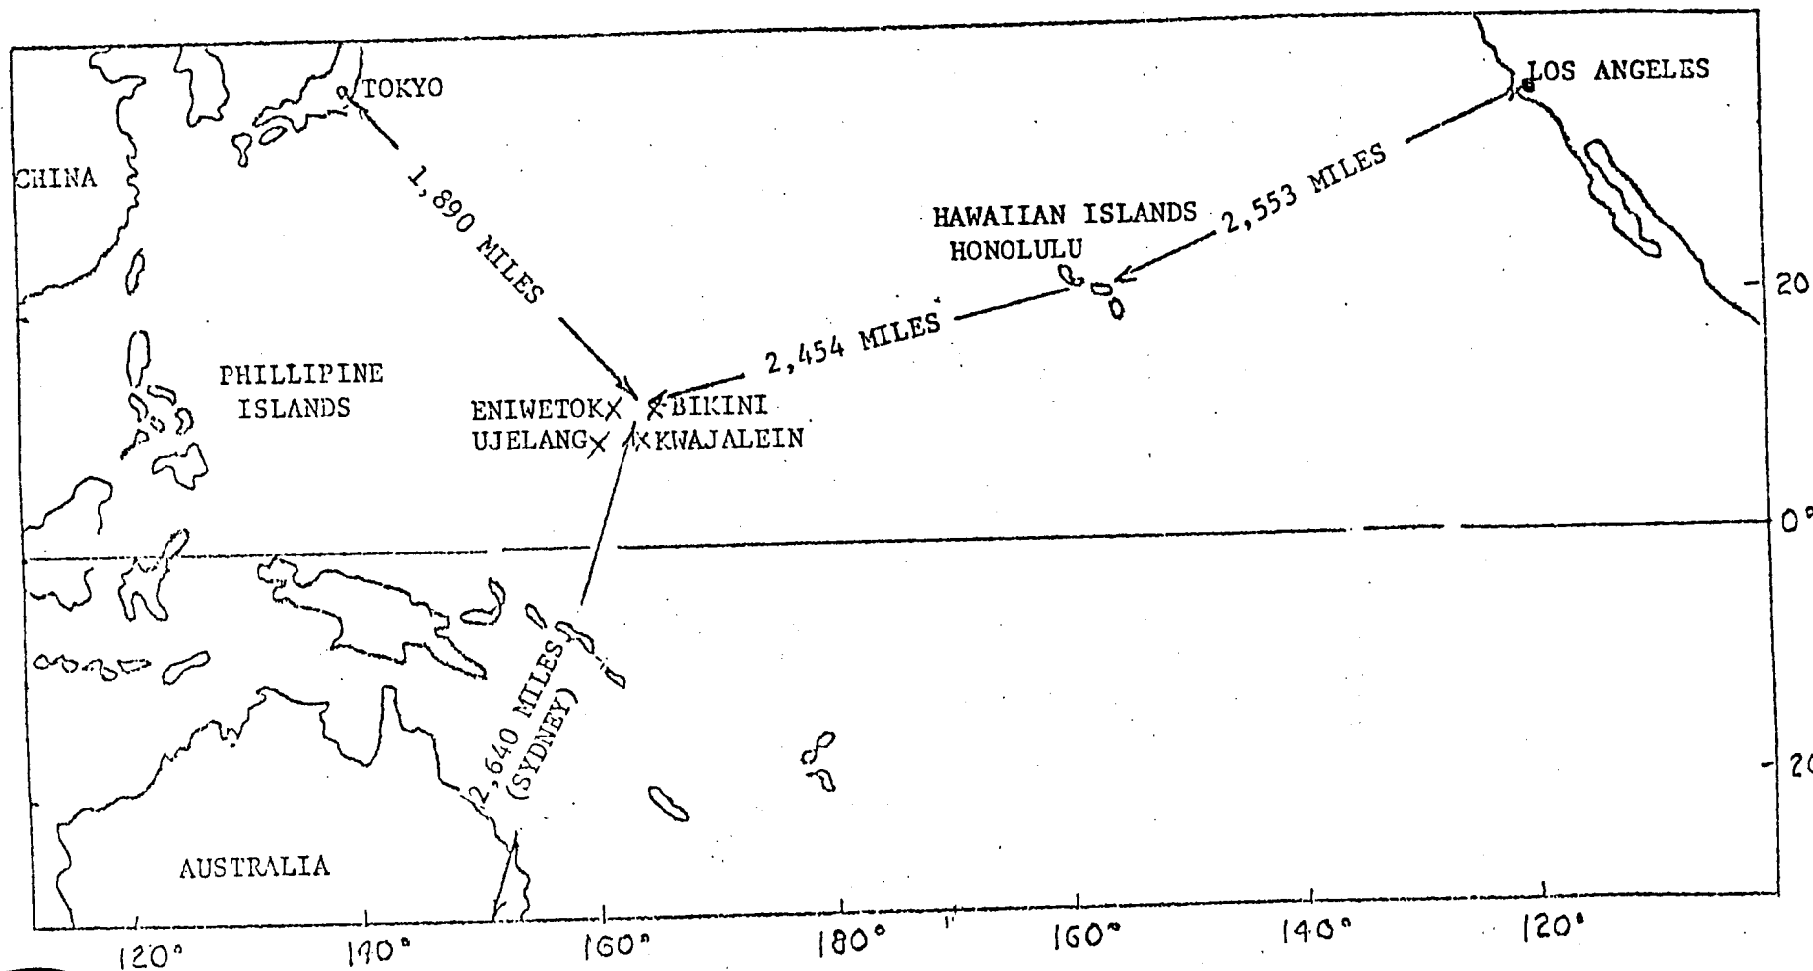 TOKYO
LOS ANGELES
CHINA
1,890 MILES
2,553 MILES
HAWAIIAN ISLANDS
HONOLULU
20
2,454 MILES
PHILLIPINE
ISLANDS
ENIWETOK
BIKINI
UJELANG
KWAJALEIN
0°
2,640 MILES
(SYDNEY)
20
AUSTRALIA
120°
140°
160°
180°
160°
140°
120°